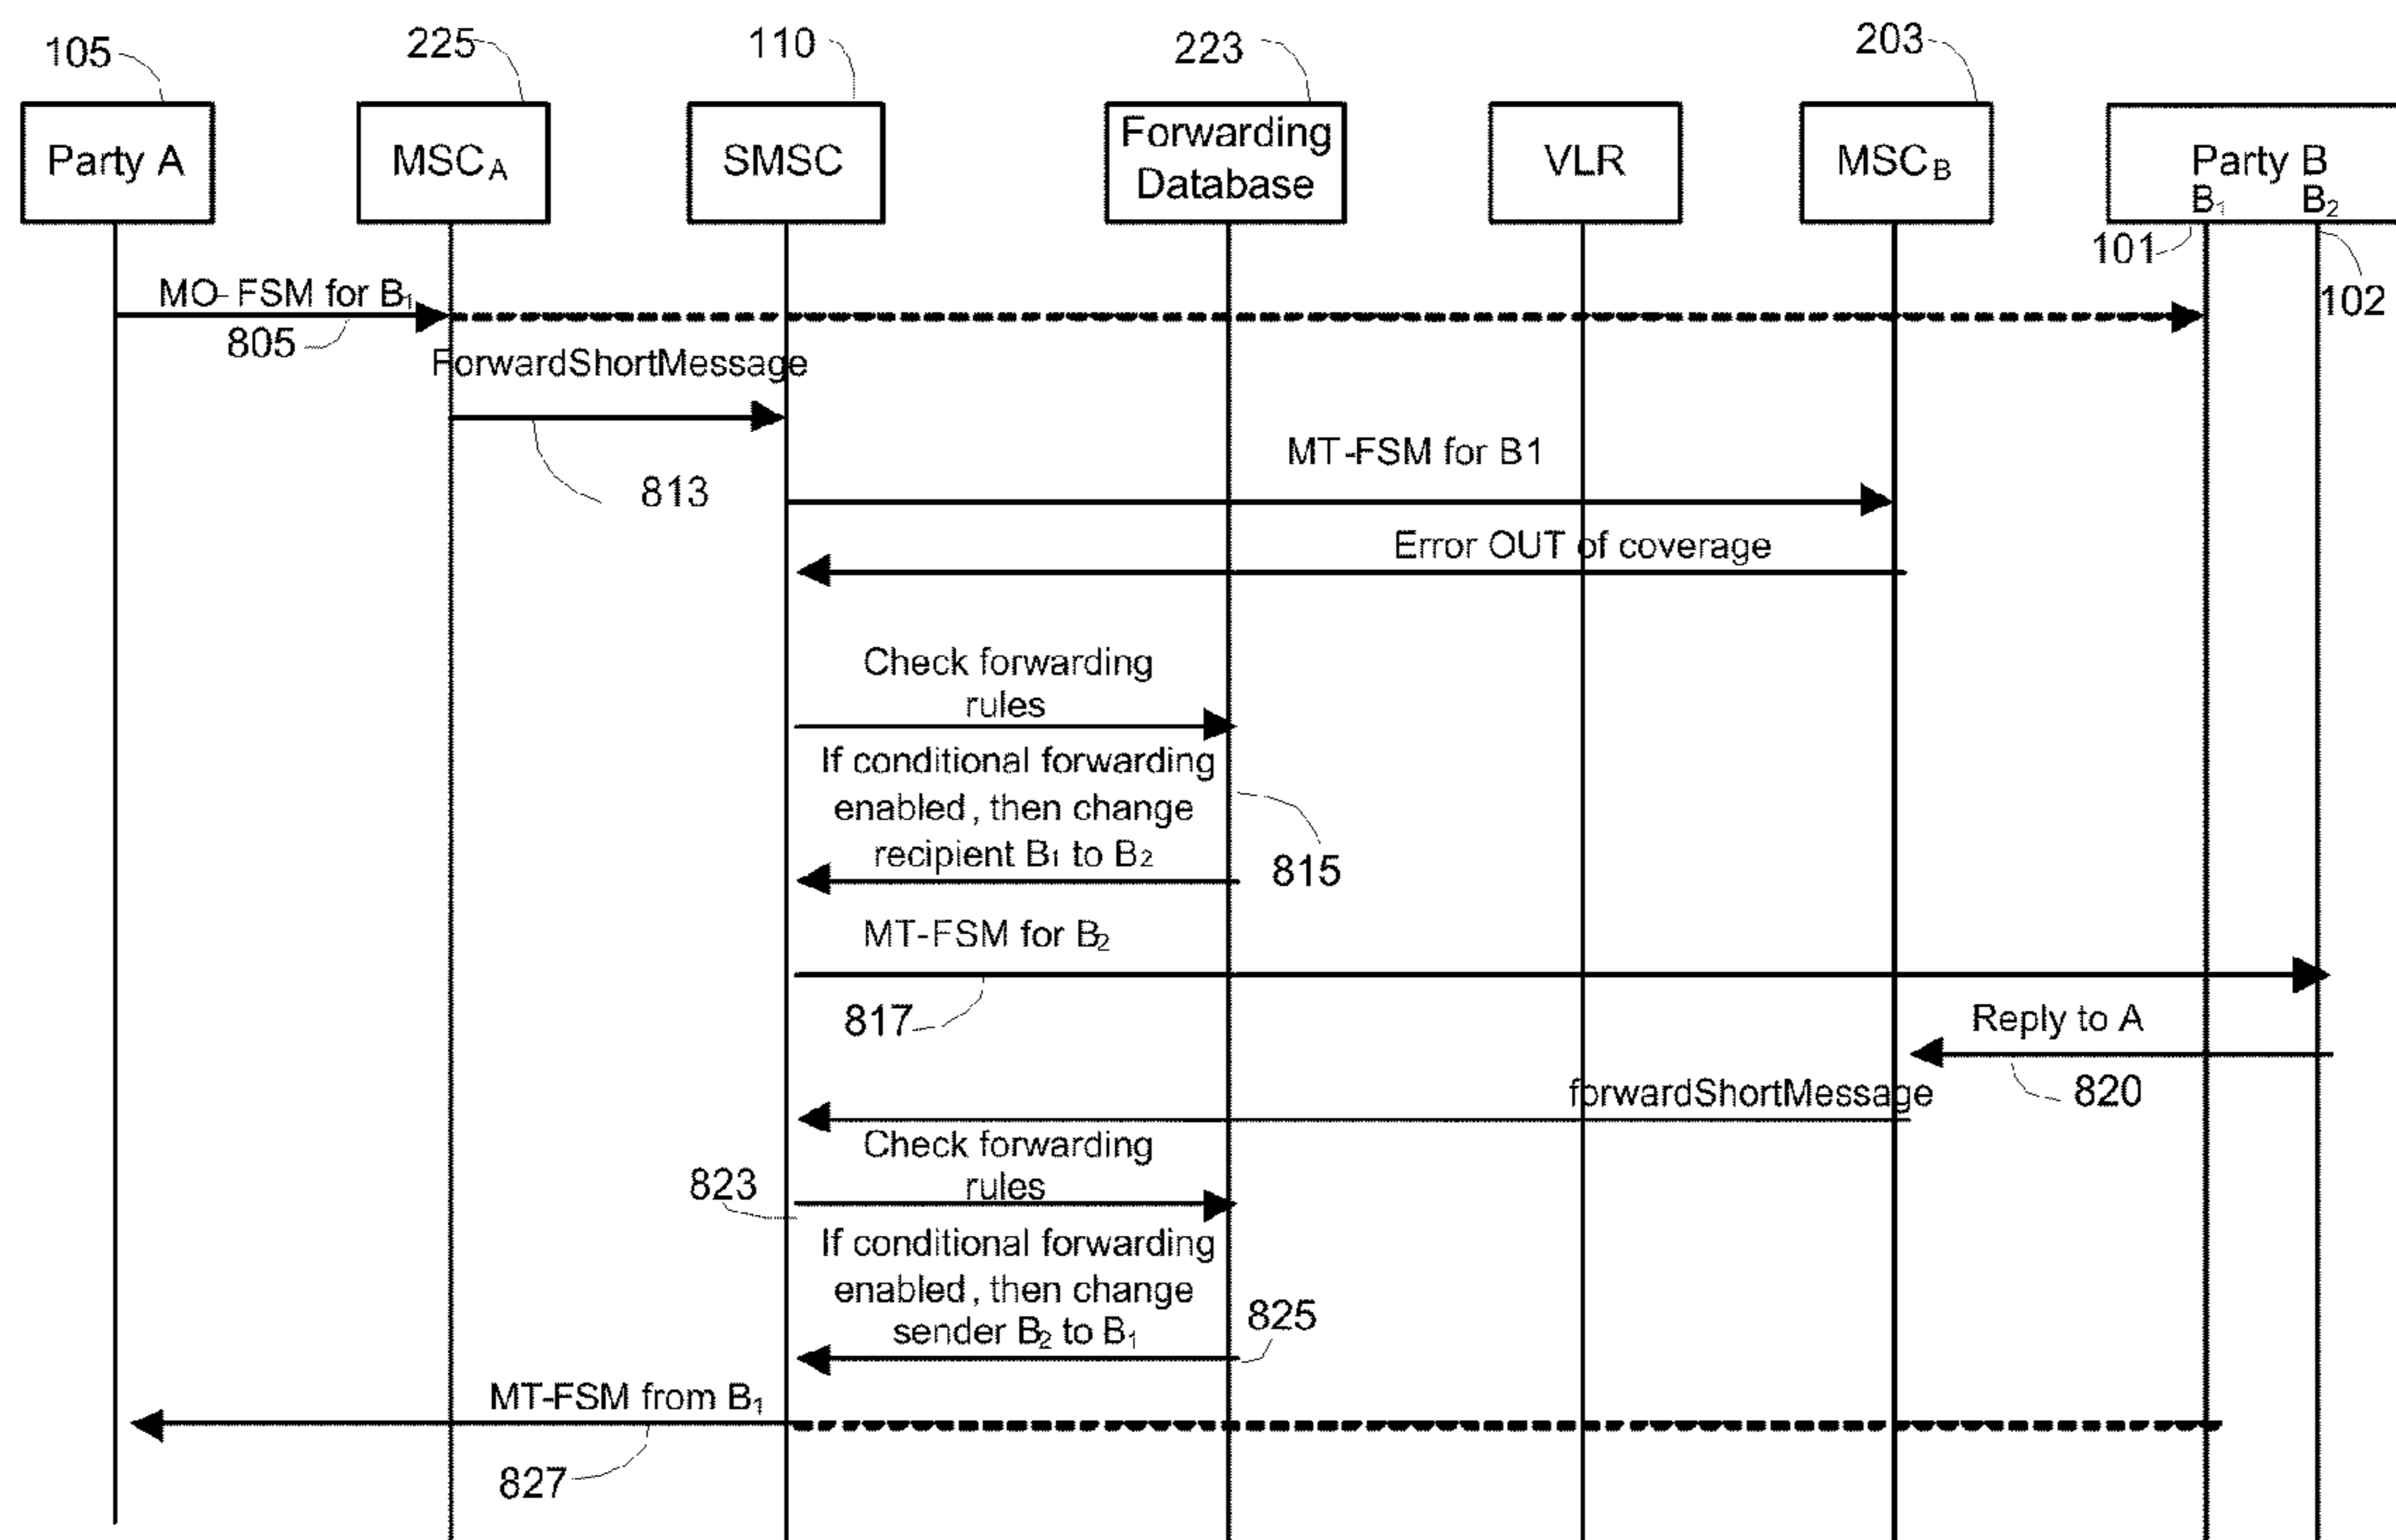 105
225
110
223
203
Party A
MSC A
SMSC
Forwarding
Database
VLR
MSC B
Party B
B₁ B₂
101
102
MO- FSM for B₁
805
ForwardShortMessage
813
MT-FSM for B1
Error OUT of coverage
Check forwarding
rules
If conditional forwarding
enabled, then change
recipient B₁ to B₂
815
MT-FSM for B₂
817
Reply to A
820
forwardShortMessage
Check forwarding
rules
823
If conditional forwarding
enabled, then change
sender B₂ to B₁
825
MT-FSM from B₁
827